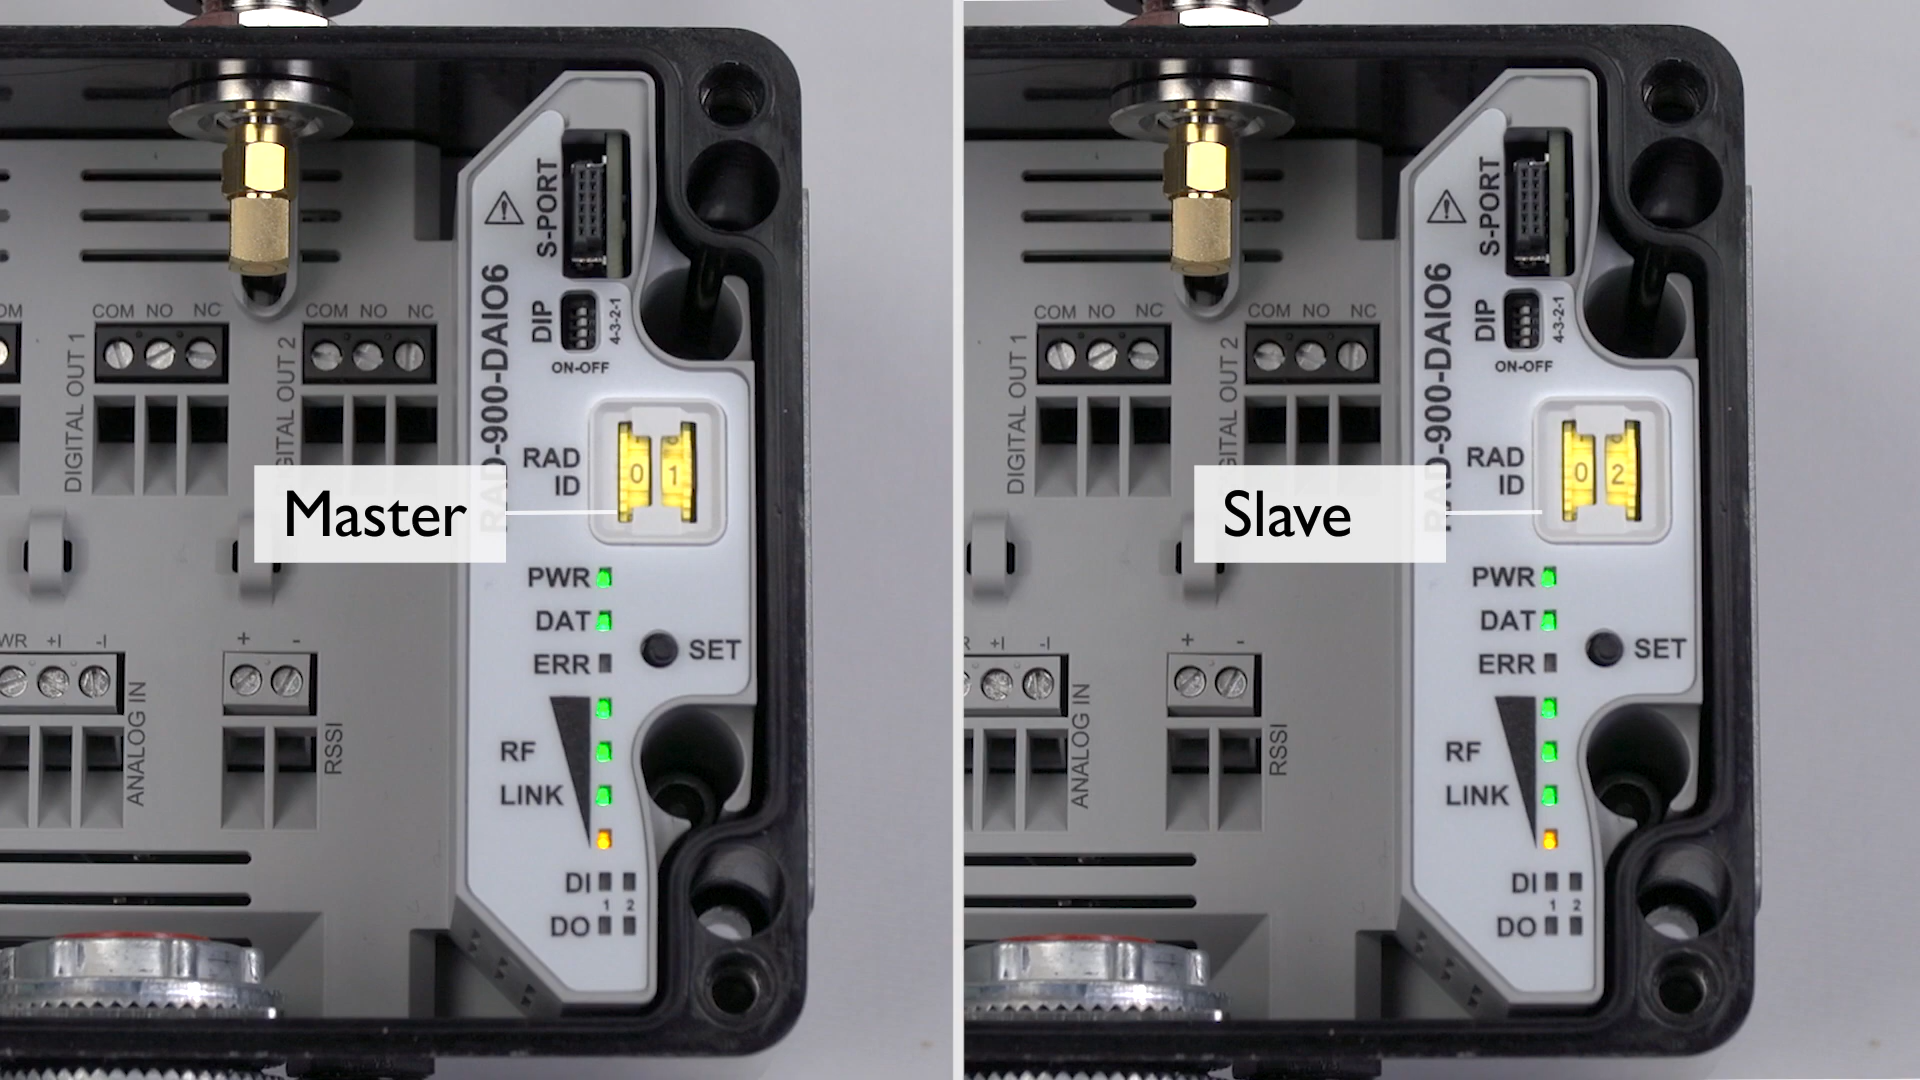 S-PORT
DIP
4-3-2-1
ON-OFF
RAD-900-DAIO6
COM NO NC
DIGITAL OUT 1
COM NO NC
DIGITAL OUT 2
RAD
ID
0 1
Master
PWR
DAT
ERR
SET
RF
LINK
DI
1 2
DO
+I -I
ANALOG IN
+ -
RSSI
S-PORT
DIP
4-3-2-1
ON-OFF
RAD-900-DAIO6
COM NO NC
DIGITAL OUT 1
COM NO NC
DIGITAL OUT 2
RAD
ID
0 2
Slave
PWR
DAT
ERR
SET
RF
LINK
DI
1 2
DO
+I -I
ANALOG IN
+ -
RSSI